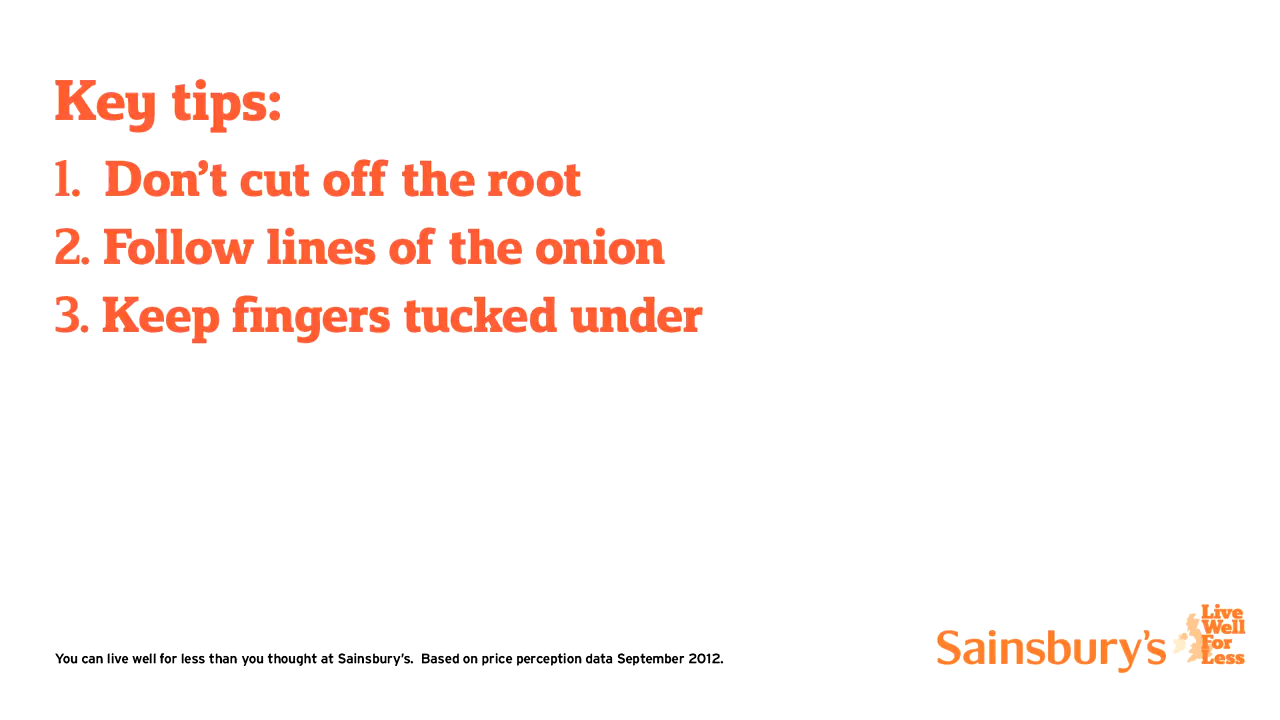 Key tips:
1. Don’t cut off the root
2. Follow lines of the onion
3. Keep fingers tucked under
You can live well for less than you thought at Sainsbury’s. Based on price perception data September 2012.
Sainsbury’s
Live
Well
For
Less